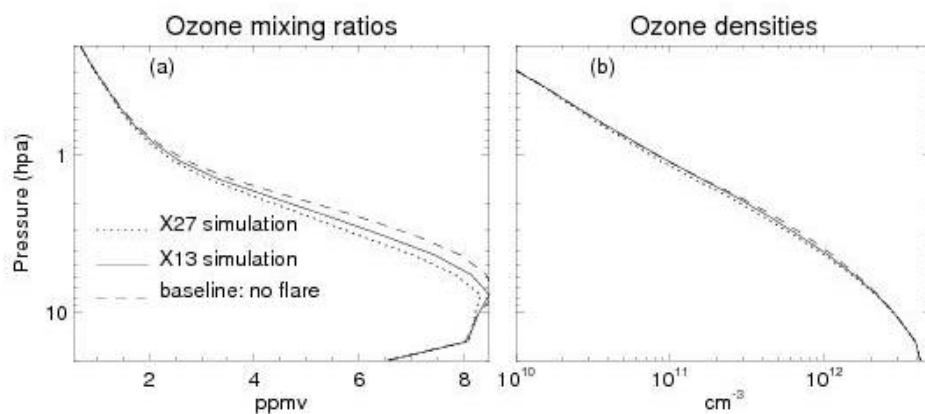 Ozone mixing ratios
Ozone densities
(a)
(b)
Pressure (hpa)
1
10
X27 simulation
X13 simulation
baseline: no flare
2 4 6 8
ppmv
10^10 10^11 10^12
cm^-3